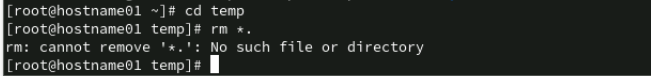 [root@hostname01 ~]# cd temp
[root@hostname01 temp]# rm *.
rm: cannot remove '*.': No such file or directory
[root@hostname01 temp]#